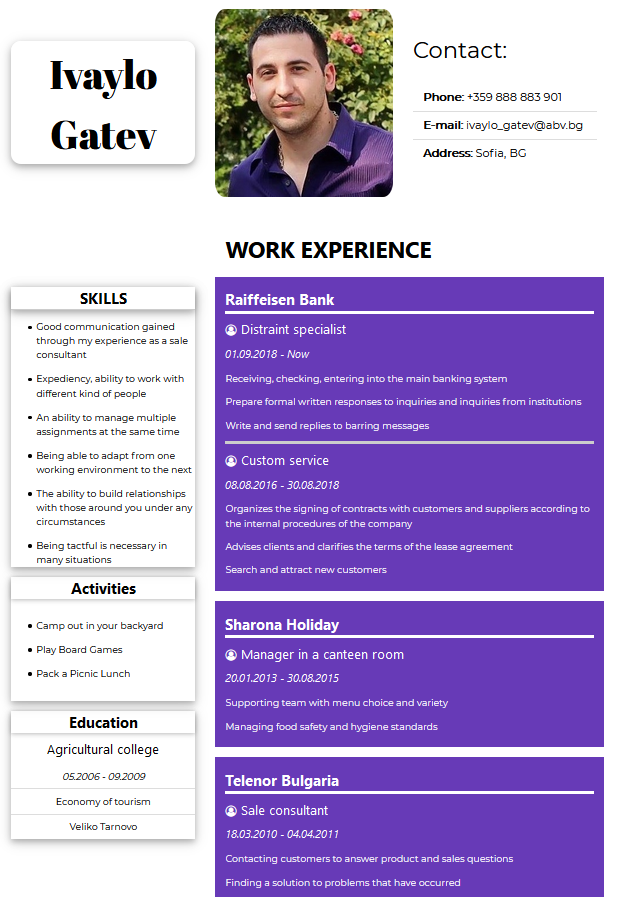 Ivaylo
Gatev
Contact:
Phone: +359 888 883 901
E-mail: ivaylo_gatev@abv.bg
Address: Sofia, BG
SKILLS
Good communication gained
through my experience as a sale
consultant
Expediency, ability to work with
different kind of people
An ability to manage multiple
assignments at the same time
Being able to adapt from one
working environment to the next
The ability to build relationships
with those around you under any
circumstances
Being tactful is necessary in
many situations
Activities
Camp out in your backyard
Play Board Games
Pack a Picnic Lunch
Education
Agricultural college
05.2006 - 09.2009
Economy of tourism
Veliko Tarnovo
WORK EXPERIENCE
Raiffeisen Bank
Distraint specialist
01.09.2018 - Now
Receiving, checking, entering into the main banking system
Prepare formal written responses to inquiries and inquiries from institutions
Write and send replies to barring messages
Custom service
08.08.2016 - 30.08.2018
Organizes the signing of contracts with customers and suppliers according to
the internal procedures of the company
Advises clients and clarifies the terms of the lease agreement
Search and attract new customers
Sharona Holiday
Manager in a canteen room
20.01.2013 - 30.08.2015
Supporting team with menu choice and variety
Managing food safety and hygiene standards
Telenor Bulgaria
Sale consultant
18.03.2010 - 04.04.2011
Contacting customers to answer product and sales questions
Finding a solution to problems that have occurred